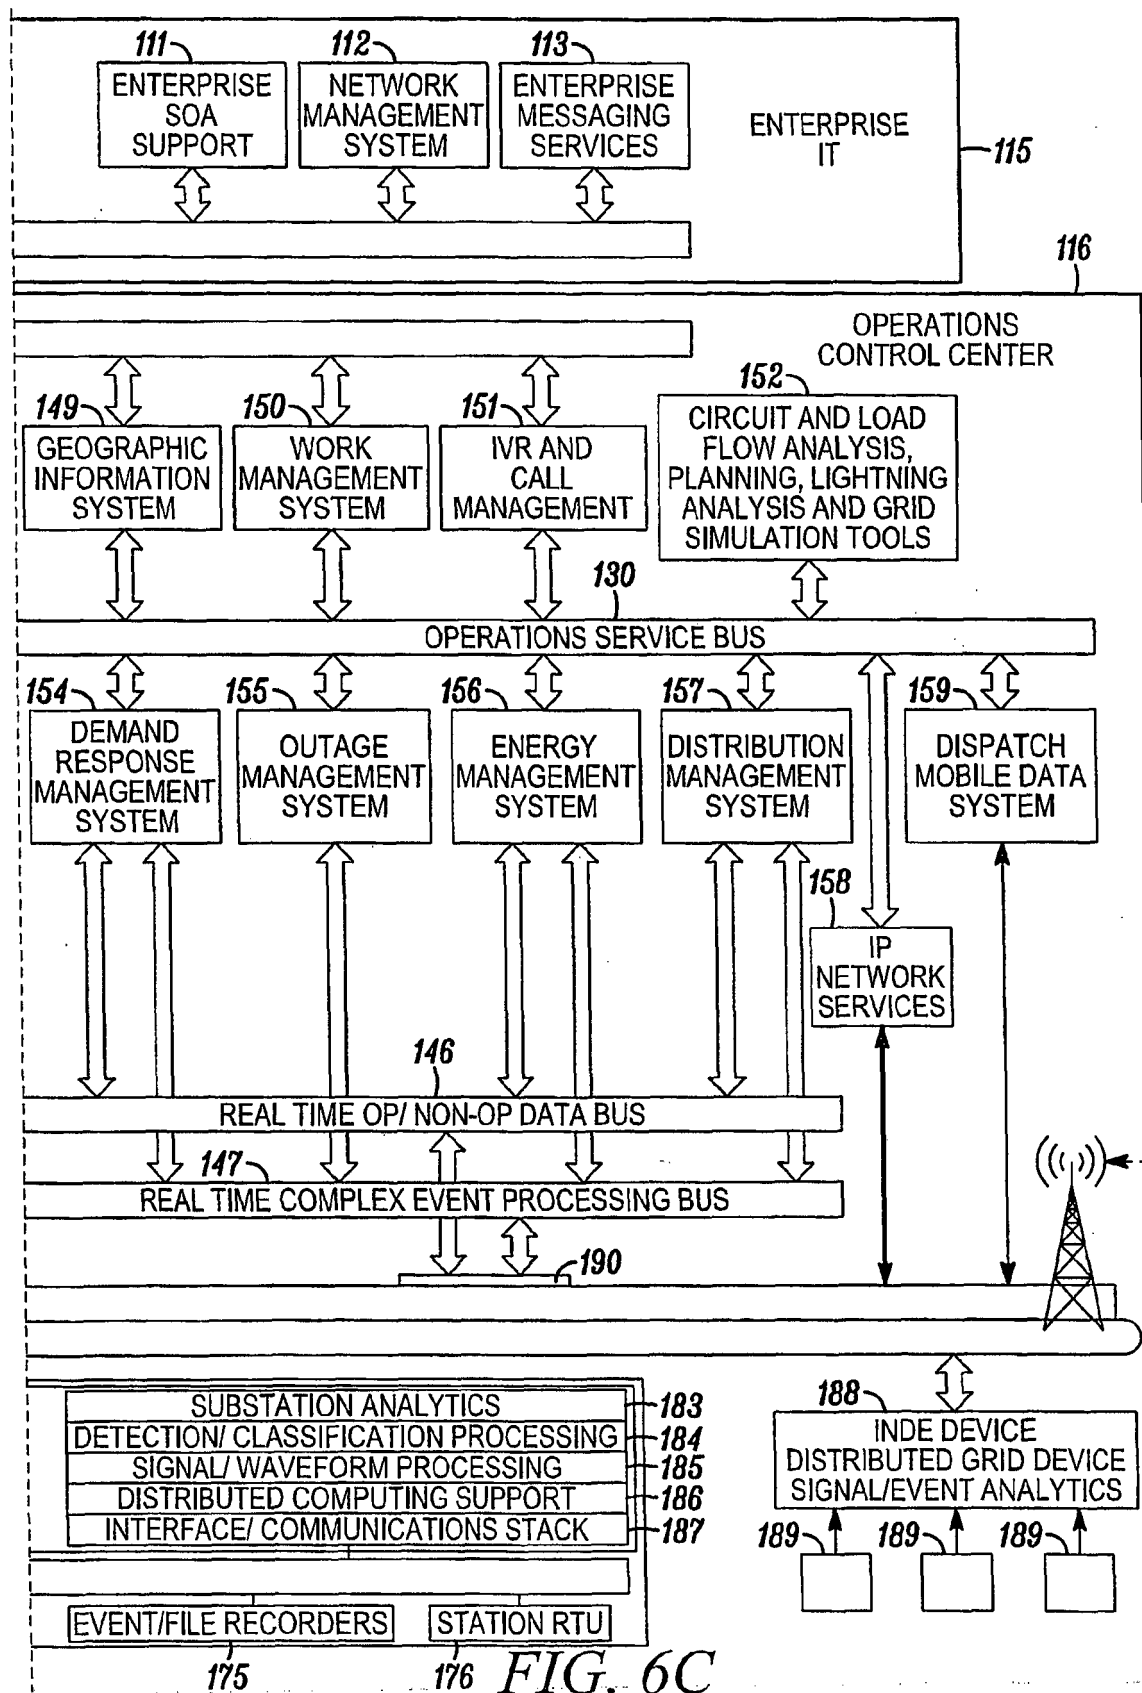 111
ENTERPRISE
SOA
SUPPORT
112
NETWORK
MANAGEMENT
SYSTEM
113
ENTERPRISE
MESSAGING
SERVICES
ENTERPRISE
IT
115
116
OPERATIONS
CONTROL CENTER
149
GEOGRAPHIC
INFORMATION
SYSTEM
150
WORK
MANAGEMENT
SYSTEM
151
IVR AND
CALL
MANAGEMENT
152
CIRCUIT AND LOAD
FLOW ANALYSIS,
PLANNING, LIGHTNING
ANALYSIS AND GRID
SIMULATION TOOLS
130
OPERATIONS SERVICE BUS
154
DEMAND
RESPONSE
MANAGEMENT
SYSTEM
155
OUTAGE
MANAGEMENT
SYSTEM
156
ENERGY
MANAGEMENT
SYSTEM
157
DISTRIBUTION
MANAGEMENT
SYSTEM
159
DISPATCH
MOBILE DATA
SYSTEM
158
IP
NETWORK
SERVICES
146
REAL TIME OP/ NON-OP DATA BUS
147
REAL TIME COMPLEX EVENT PROCESSING BUS
190
SUBSTATION ANALYTICS
183
DETECTION/ CLASSIFICATION PROCESSING
184
SIGNAL/ WAVEFORM PROCESSING
185
DISTRIBUTED COMPUTING SUPPORT
186
INTERFACE/ COMMUNICATIONS STACK
187
188
INDE DEVICE
DISTRIBUTED GRID DEVICE
SIGNAL/EVENT ANALYTICS
189
189
189
EVENT/FILE RECORDERS
STATION RTU
175
176
FIG. 6C